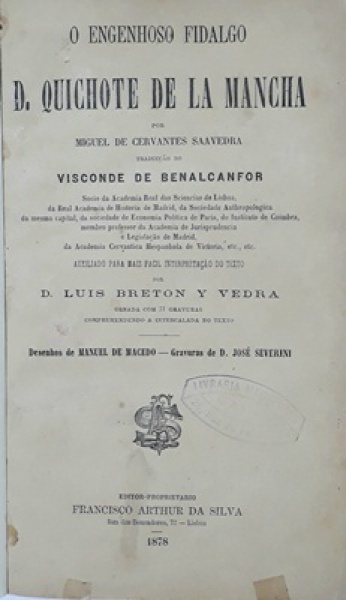 O ENGENHOSO FIDALGO
D. QUICHOTE DE LA MANCHA
POR
MIGUEL DE CERVANTES SAAVEDRA
TRADUCÇÃO DO
VISCONDE DE BENALCANFOR
Socio da Academia Real das Sciencias de Lisboa,
da Real Academia de Historia de Madrid, da Sociedade Anthropologica
da mesma capital, da sociedade de Economia Politica de Paris, do Instituto de Coimbra,
membro professor da Academia de Jurisprudencia
e Legislação de Madrid,
da Academia Cervantica Hespanhola de Victoria, etc., etc.
AUXILIADO PARA MAIS FACIL INTERPRETAÇÃO DO TEXTO
POR
D. LUIS BRETON Y VEDRA
ORNADA COM GRAVURAS
COMPREHENDENDO A INTERCALADA NO TEXTO
Desenhos de MANUEL DE MACEDO — Gravuras de D. JOSÉ SEVERINI
LIVRARIA
EDITOR-PROPRIETARIO
FRANCISCO ARTHUR DA SILVA
Rua dos Douradores, 72 — Lisboa
1878